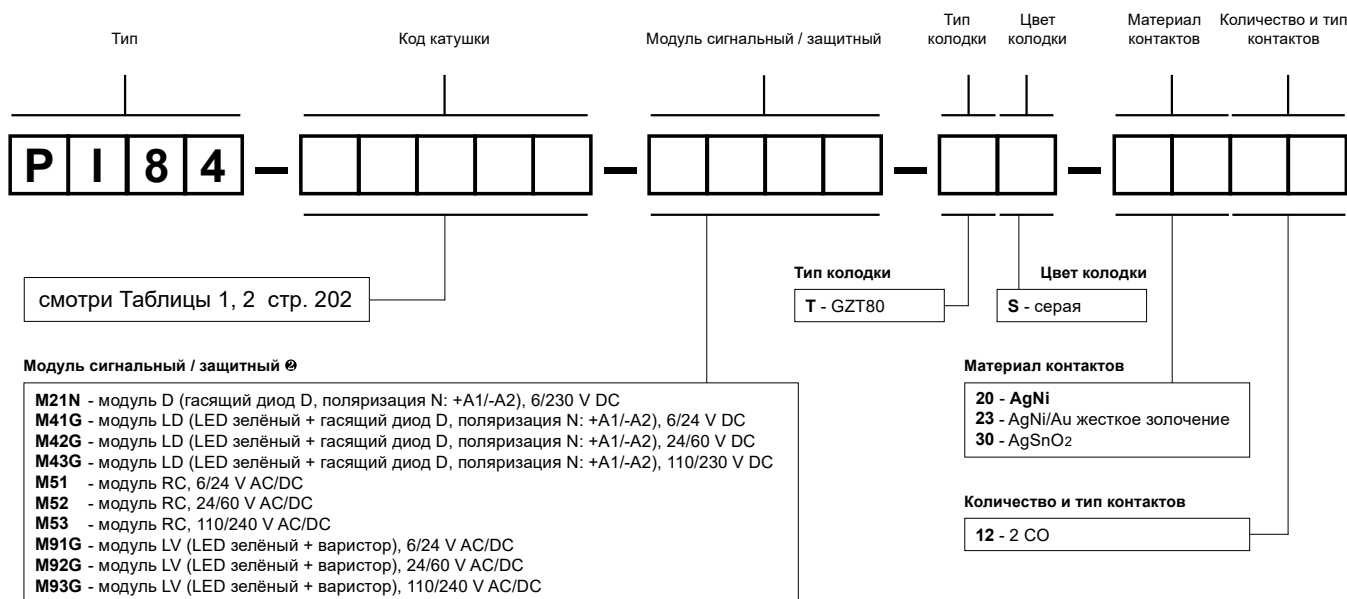 Тип
Код катушки
Модуль сигнальный / защитный
Тип
колодки
Цвет
колодки
Материал
контактов
Количество и тип
контактов
P I 8 4 – – – –
смотри Таблицы 1, 2 стр. 202
Тип колодки
T - GZT80
Цвет колодки
S - серая
Модуль сигнальный / защитный ❷
M21N - модуль D (гасящий диод D, поляризация N: +A1/-A2), 6/230 V DC
M41G - модуль LD (LED зелёный + гасящий диод D, поляризация N: +A1/-A2), 6/24 V DC
M42G - модуль LD (LED зелёный + гасящий диод D, поляризация N: +A1/-A2), 24/60 V DC
M43G - модуль LD (LED зелёный + гасящий диод D, поляризация N: +A1/-A2), 110/230 V DC
M51 - модуль RC, 6/24 V AC/DC
M52 - модуль RC, 24/60 V AC/DC
M53 - модуль RC, 110/240 V AC/DC
M91G - модуль LV (LED зелёный + варистор), 6/24 V AC/DC
M92G - модуль LV (LED зелёный + варистор), 24/60 V AC/DC
M93G - модуль LV (LED зелёный + варистор), 110/240 V AC/DC
Материал контактов
20 - AgNi
23 - AgNi/Au жесткое золочение
30 - AgSnO2
Количество и тип контактов
12 - 2 CO